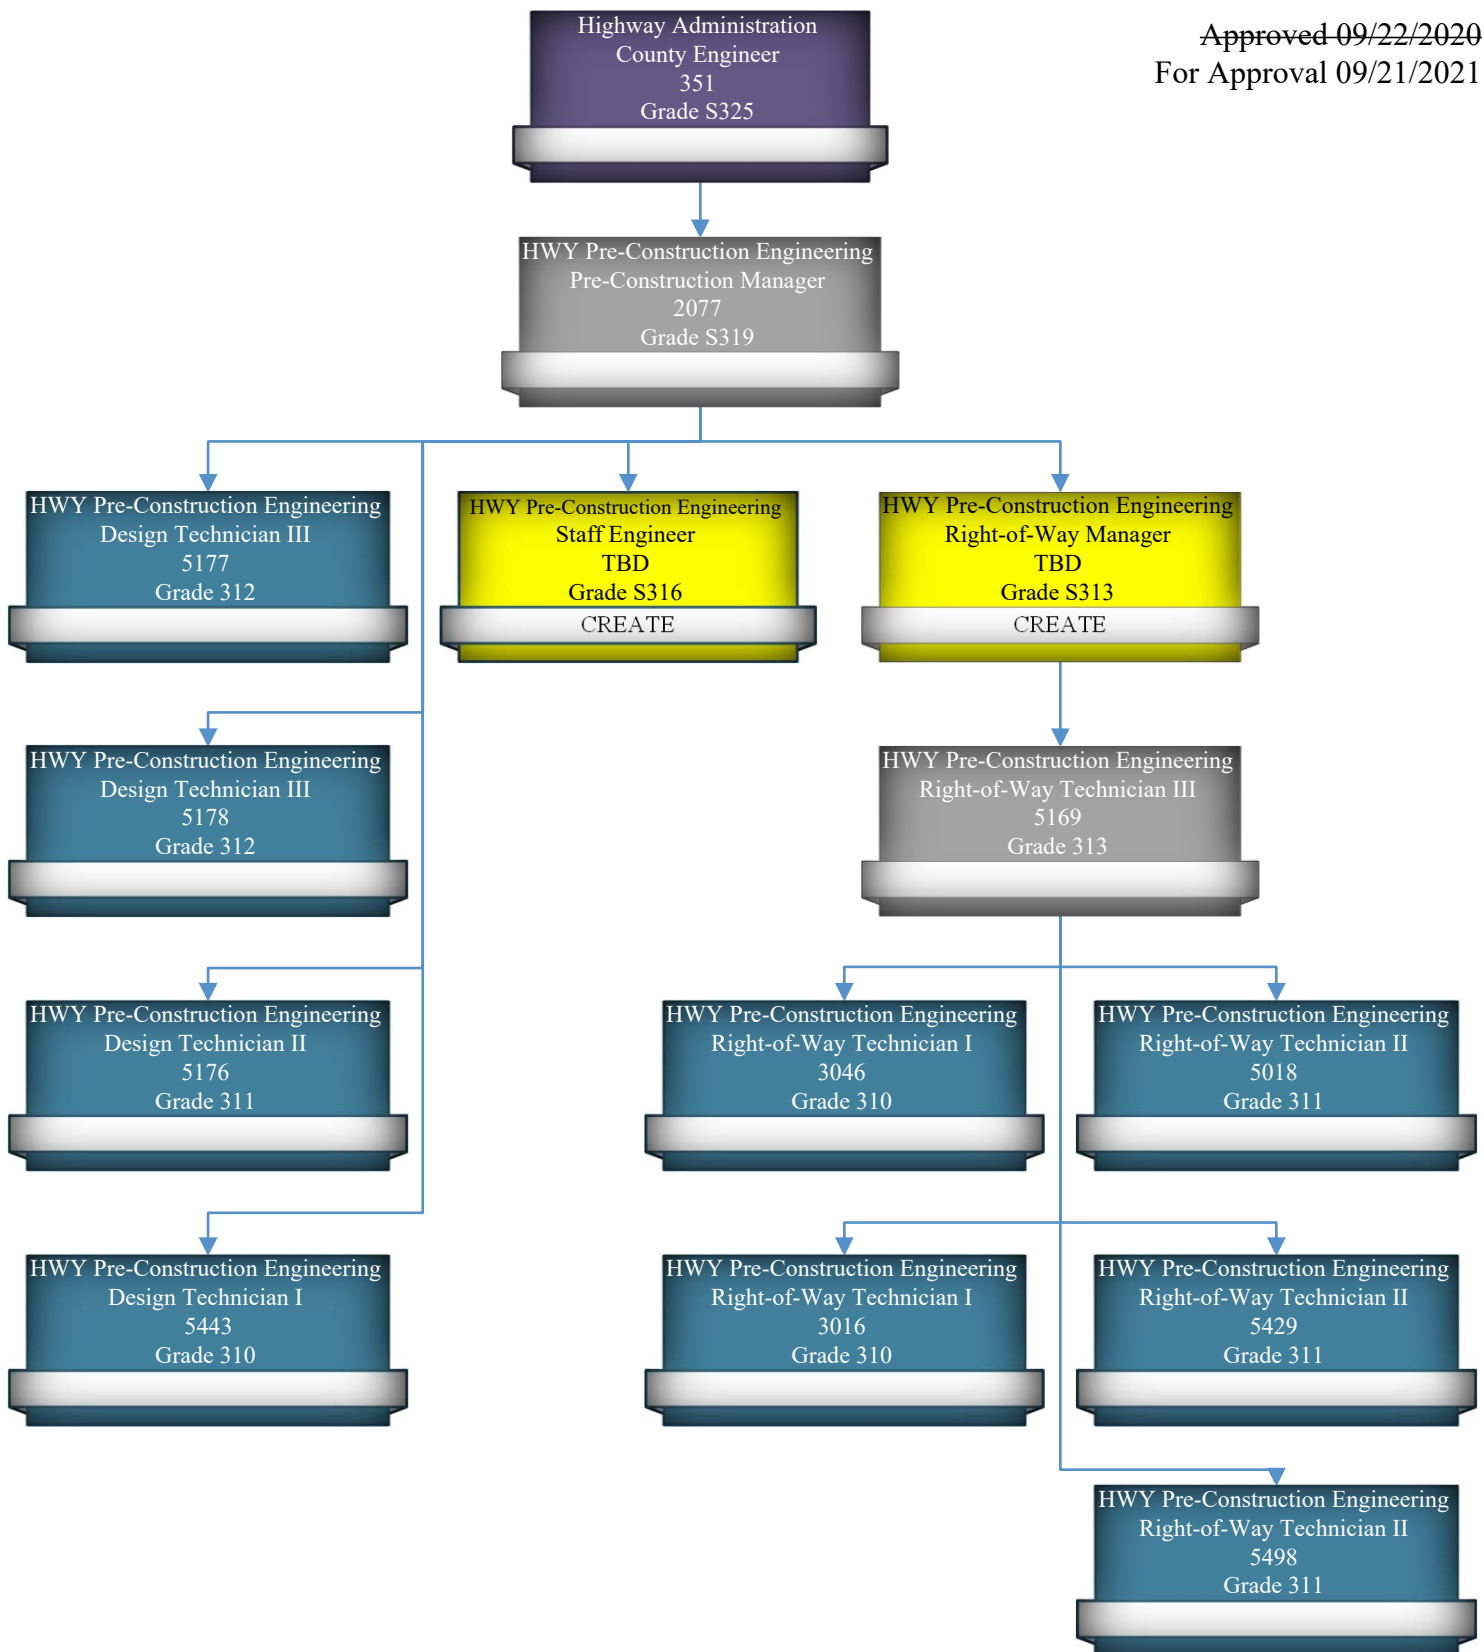 Approved 09/22/2020
For Approval 09/21/2021
Highway Administration
County Engineer
351
Grade S325
HWY Pre-Construction Engineering
Pre-Construction Manager
2077
Grade S319
HWY Pre-Construction Engineering
Design Technician III
5177
Grade 312
HWY Pre-Construction Engineering
Staff Engineer
TBD
Grade S316
CREATE
HWY Pre-Construction Engineering
Right-of-Way Manager
TBD
Grade S313
CREATE
HWY Pre-Construction Engineering
Design Technician III
5178
Grade 312
HWY Pre-Construction Engineering
Right-of-Way Technician III
5169
Grade 313
HWY Pre-Construction Engineering
Design Technician II
5176
Grade 311
HWY Pre-Construction Engineering
Right-of-Way Technician I
3046
Grade 310
HWY Pre-Construction Engineering
Right-of-Way Technician II
5018
Grade 311
HWY Pre-Construction Engineering
Design Technician I
5443
Grade 310
HWY Pre-Construction Engineering
Right-of-Way Technician I
3016
Grade 310
HWY Pre-Construction Engineering
Right-of-Way Technician II
5429
Grade 311
HWY Pre-Construction Engineering
Right-of-Way Technician II
5498
Grade 311